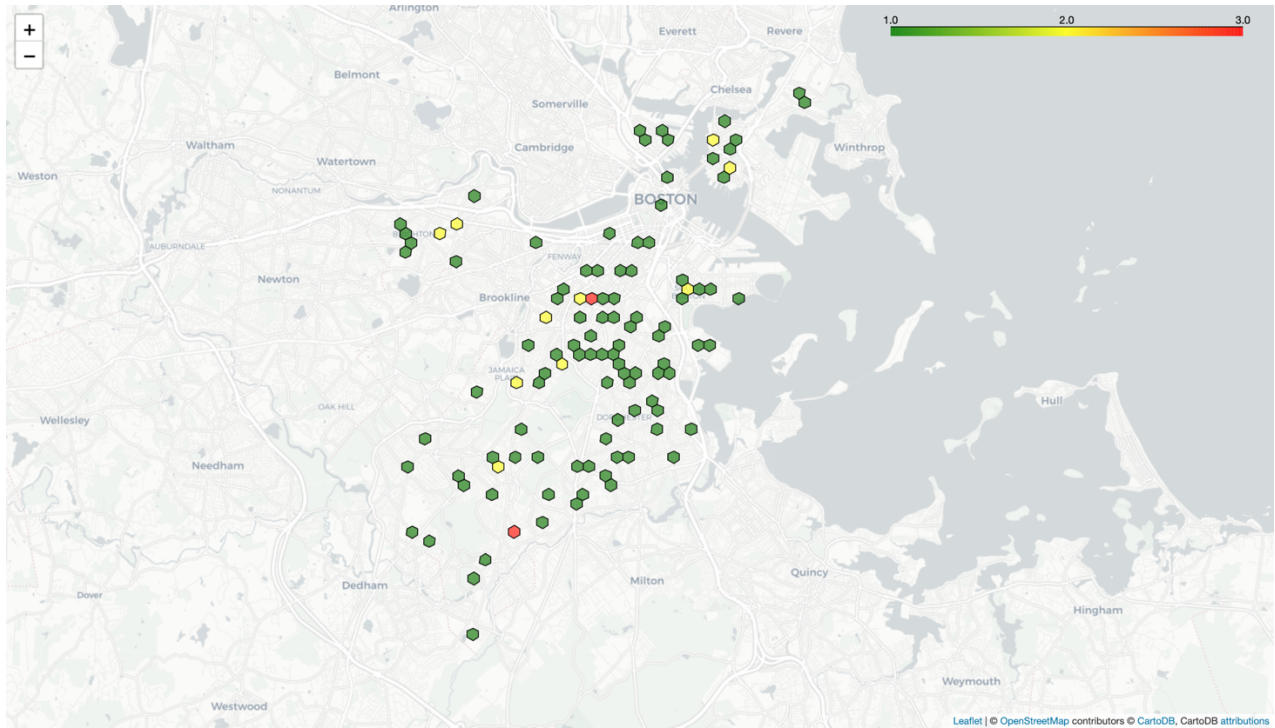 Arlington
+
−
1.0 2.0 3.0
Everett
Revere
Belmont
Chelsea
Somerville
Waltham
Cambridge
Winthrop
Watertown
Weston
NONANTUM
BOSTON
AUBURNDALE
FENWAY
Newton
Brookline
JAMAICA
OAK HILL
Hull
Wellesley
Needham
Dedham
Milton
Quincy
Dover
Hingham
Weymouth
Westwood
Leaflet | © OpenStreetMap contributors © CartoDB, CartoDB attributions